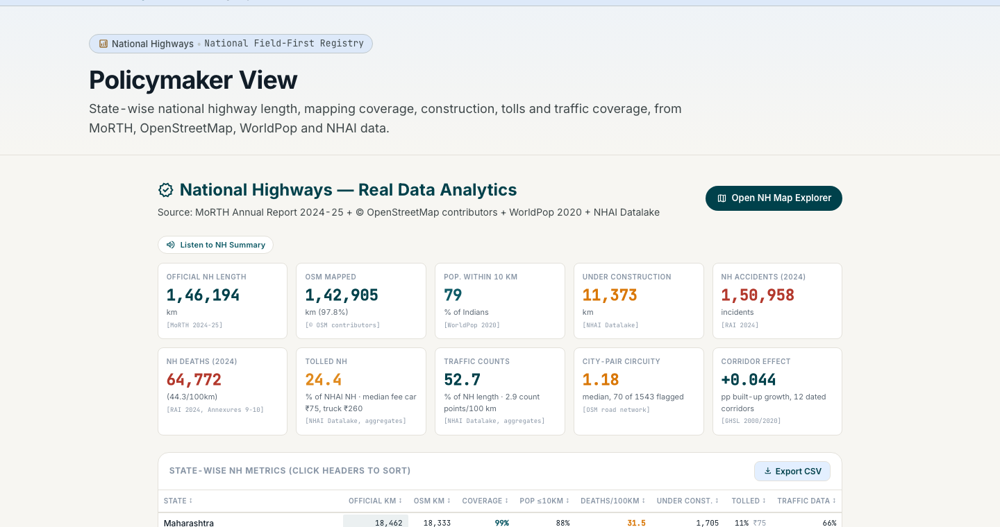 National Highways • National Field-First Registry
Policymaker View
State-wise national highway length, mapping coverage, construction, tolls and traffic coverage, from
MoRTH, OpenStreetMap, WorldPop and NHAI data.
National Highways — Real Data Analytics
Source: MoRTH Annual Report 2024-25 + © OpenStreetMap contributors + WorldPop 2020 + NHAI Datalake
Open NH Map Explorer
Listen to NH Summary
OFFICIAL NH LENGTH
1,46,194
km
[MoRTH 2024-25]
OSM MAPPED
1,42,905
km (97.8%)
[© OSM contributors]
POP. WITHIN 10 KM
79
% of Indians
[WorldPop 2020]
UNDER CONSTRUCTION
11,373
km
[NHAI Datalake]
NH ACCIDENTS (2024)
1,50,958
incidents
[RAI 2024]
NH DEATHS (2024)
64,772
(44.3/100km)
[RAI 2024, Annexures 9-10]
TOLLED NH
24.4
% of NHAI NH · median fee car
₹75, truck ₹260
[NHAI Datalake, aggregates]
TRAFFIC COUNTS
52.7
% of NH length · 2.9 count
points/100 km
[NHAI Datalake, aggregates]
CITY-PAIR CIRCUITY
1.18
median, 70 of 1543 flagged
[OSM road network]
CORRIDOR EFFECT
+0.044
pp built-up growth, 12 dated
corridors
[GHSL 2000/2020]
STATE-WISE NH METRICS (CLICK HEADERS TO SORT)
Export CSV
STATE ↕ OFFICIAL KM ↕ OSM KM ↕ COVERAGE ↕ POP ≤10KM ↕ DEATHS/100KM ↕ UNDER CONST. ↕ TOLLED ↕ TRAFFIC DATA ↕
Maharashtra 18,462 18,333 99% 88% 31.5 1,705 11% ₹75 66%